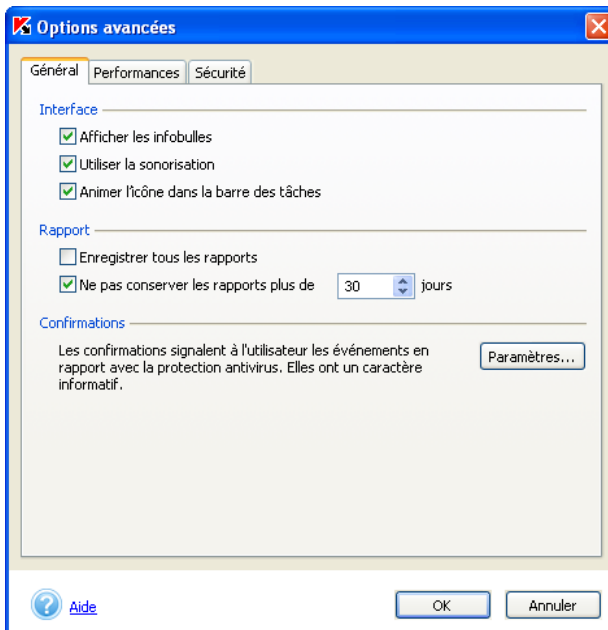 Options avancées
Général Performances Sécurité
Interface
Afficher les infobulles
Utiliser la sonorisation
Animer l'icône dans la barre des tâches
Rapport
Enregistrer tous les rapports
Ne pas conserver les rapports plus de 30 jours
Confirmations
Les confirmations signalent à l'utilisateur les événements en
rapport avec la protection antivirus. Elles ont un caractère
informatif.
Paramètres...
Aide OK Annuler